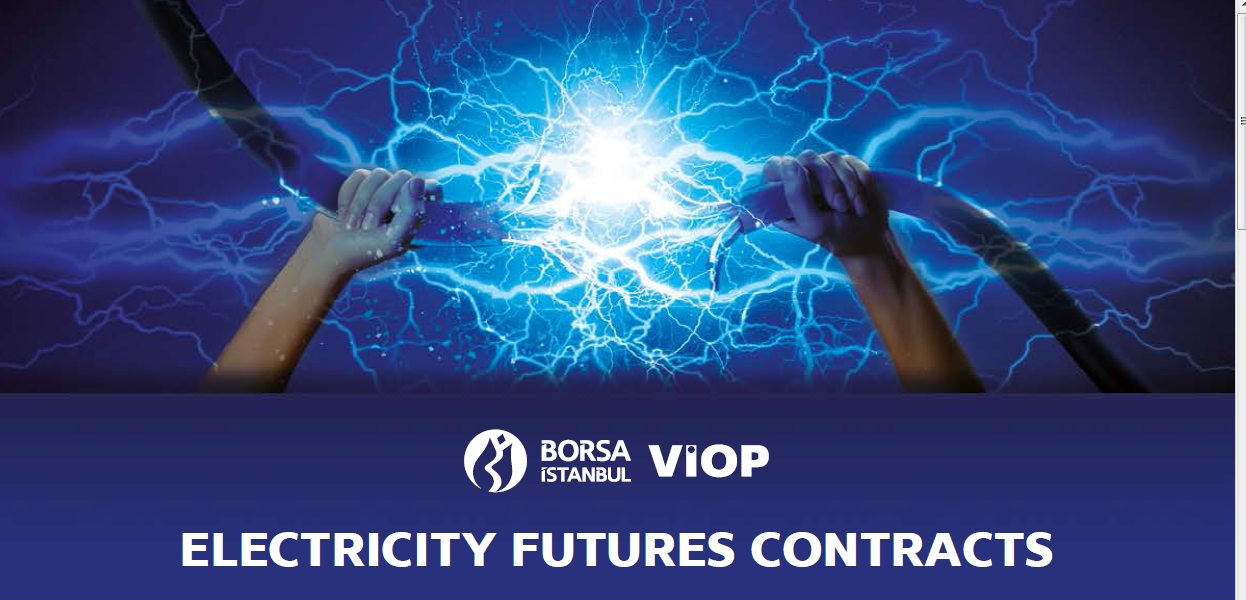 BORSA
İSTANBUL
VİOP
ELECTRICITY FUTURES CONTRACTS